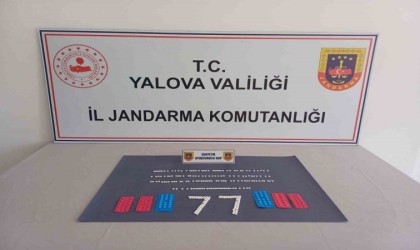 T.C.
YALOVA VALİLİĞİ
İL JANDARMA KOMUTANLIĞI
77